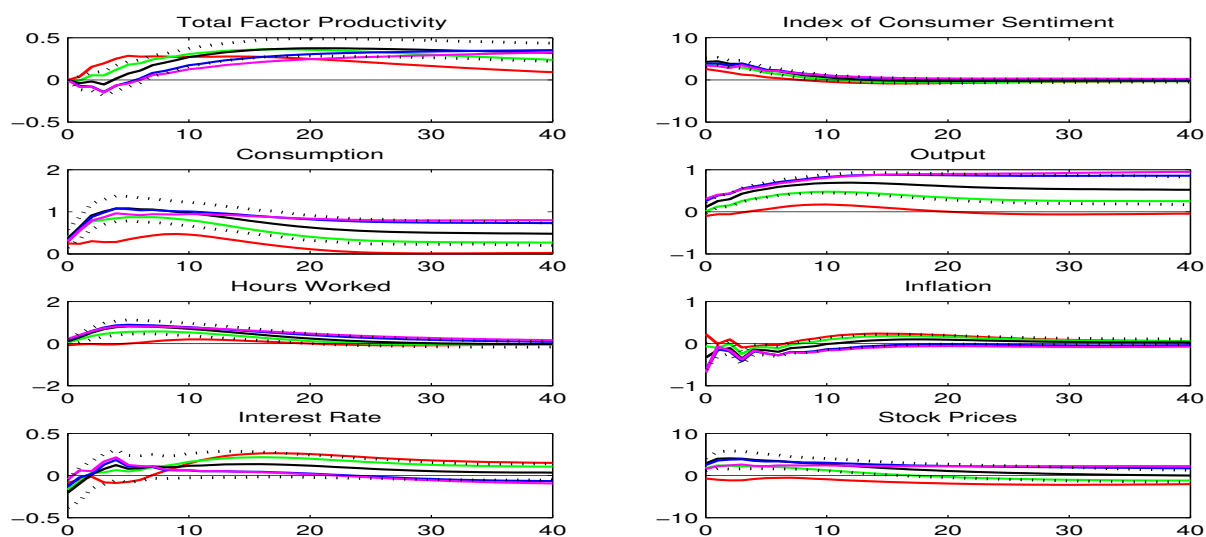 Total Factor Productivity
0.5
0
−0.5
0 10 20 30 40
Index of Consumer Sentiment
10
0
−10
0 10 20 30 40
Consumption
2
1
0
0 10 20 30 40
Output
1
0
−1
0 10 20 30 40
Hours Worked
2
0
−2
0 10 20 30 40
Inflation
1
0
−1
0 10 20 30 40
Interest Rate
0.5
0
−0.5
0 10 20 30 40
Stock Prices
10
0
−10
0 10 20 30 40